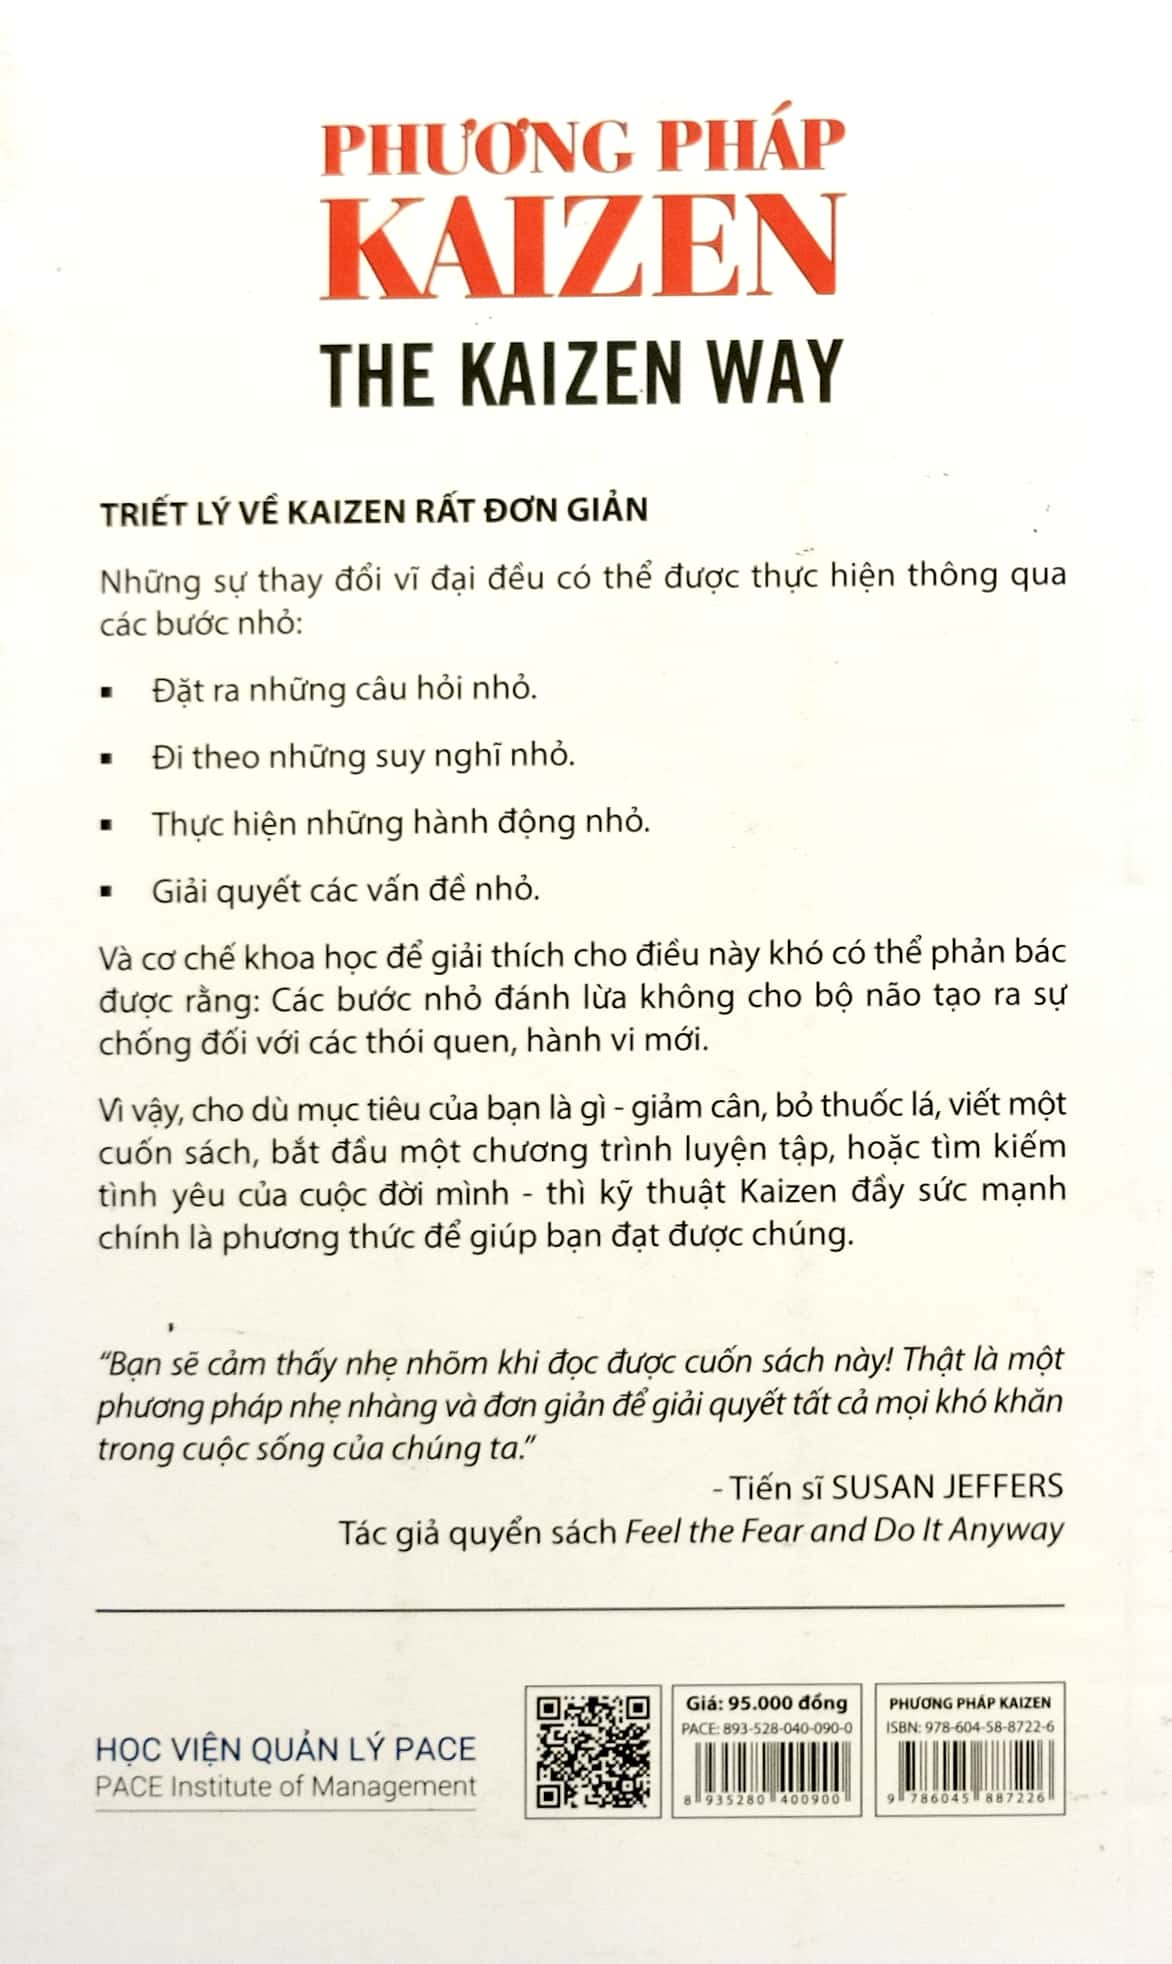 PHƯƠNG PHÁP
KAIZEN
THE KAIZEN WAY
TRIẾT LÝ VỀ KAIZEN RẤT ĐƠN GIẢN
Những sự thay đổi vĩ đại đều có thể được thực hiện thông qua
các bước nhỏ:
▪ Đặt ra những câu hỏi nhỏ.
▪ Đi theo những suy nghĩ nhỏ.
▪ Thực hiện những hành động nhỏ.
▪ Giải quyết các vấn đề nhỏ.
Và cơ chế khoa học để giải thích cho điều này khó có thể phản bác
được rằng: Các bước nhỏ đánh lừa không cho bộ não tạo ra sự
chống đối với các thói quen, hành vi mới.
Vì vậy, cho dù mục tiêu của bạn là gì - giảm cân, bỏ thuốc lá, viết một
cuốn sách, bắt đầu một chương trình luyện tập, hoặc tìm kiếm
tình yêu của cuộc đời mình - thì kỹ thuật Kaizen đầy sức mạnh
chính là phương thức để giúp bạn đạt được chúng.
“Bạn sẽ cảm thấy nhẹ nhõm khi đọc được cuốn sách này! Thật là một
phương pháp nhẹ nhàng và đơn giản để giải quyết tất cả mọi khó khăn
trong cuộc sống của chúng ta.”
- Tiến sĩ SUSAN JEFFERS
Tác giả quyển sách Feel the Fear and Do It Anyway
HỌC VIỆN QUẢN LÝ PACE
PACE Institute of Management
Giá: 95.000 đồng
PACE: 893-528-040-090-0
8 935280 400900
PHƯƠNG PHÁP KAIZEN
ISBN: 978-604-58-8722-6
9 786045 887226